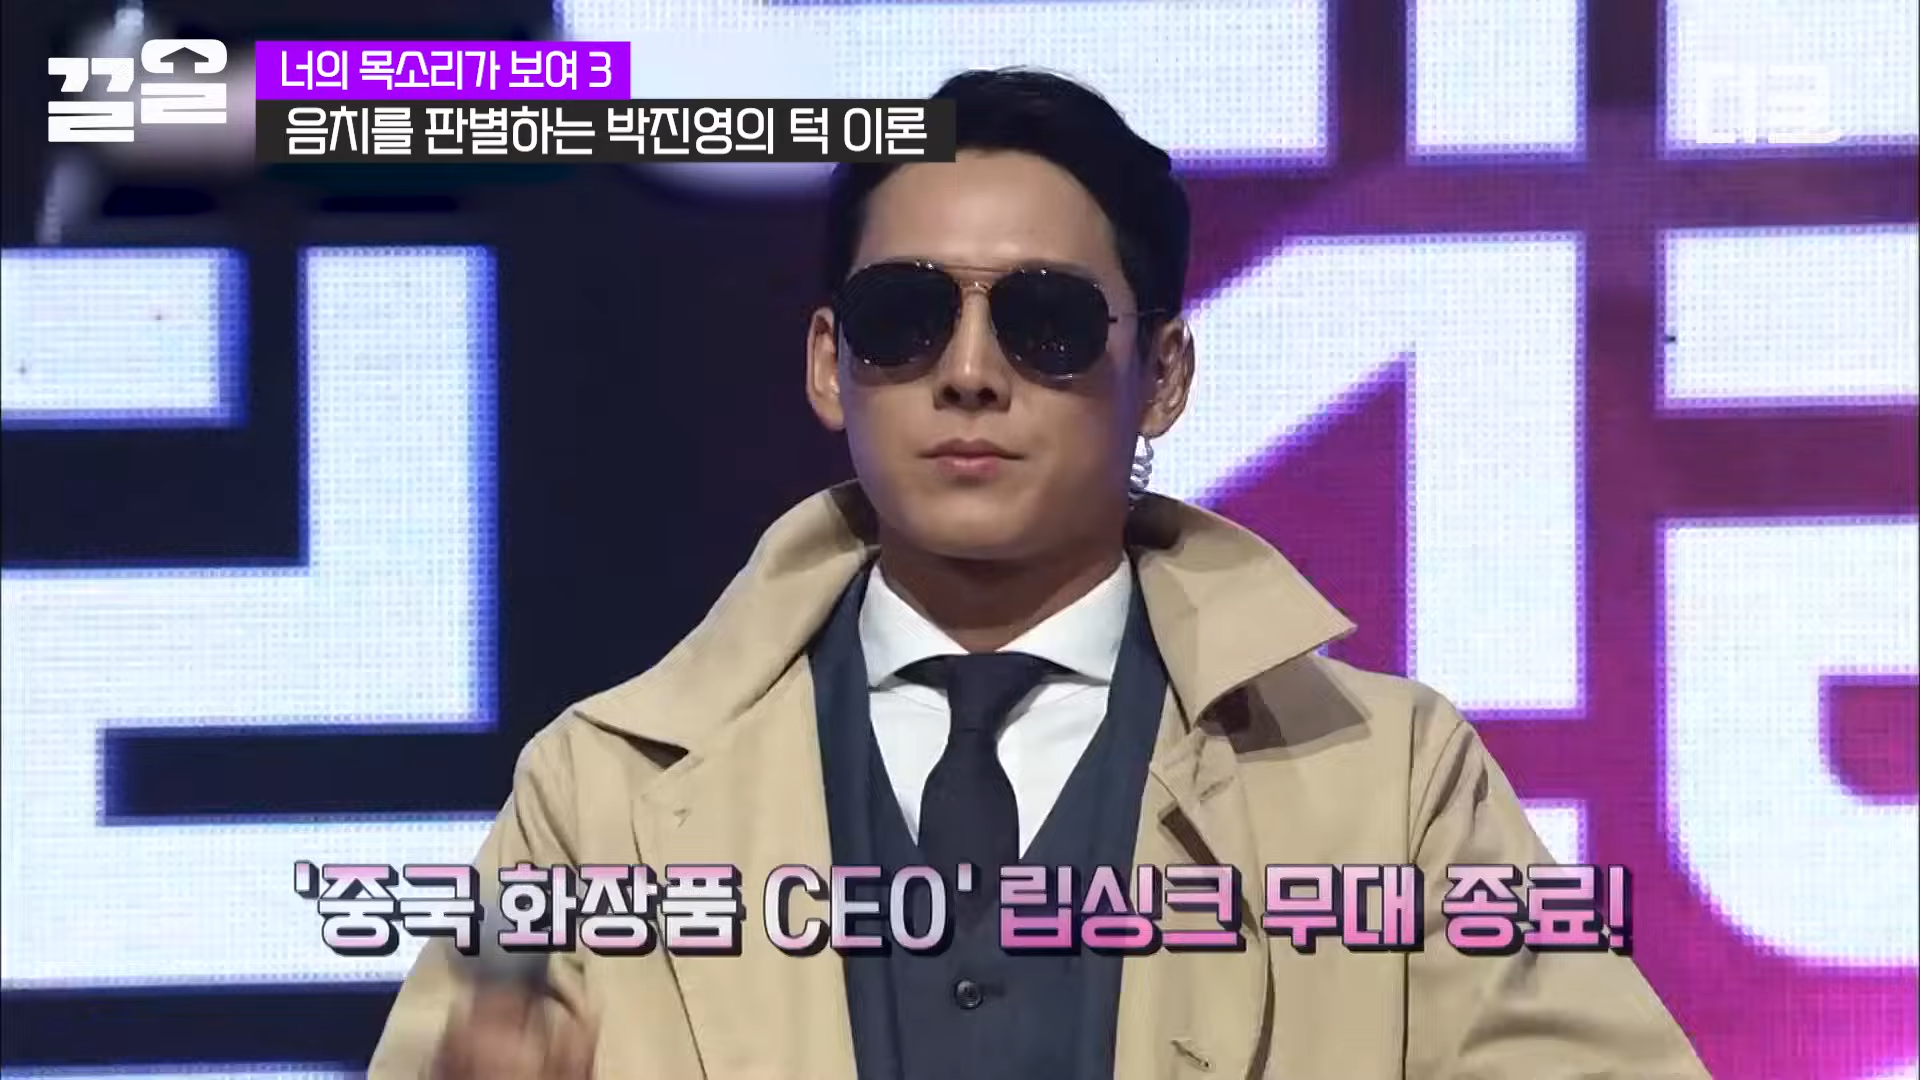 끌올
너의 목소리가 보여 3
음치를 판별하는 박진영의 턱 이론
'중국 화장품 CEO' 립싱크 무대 종료!